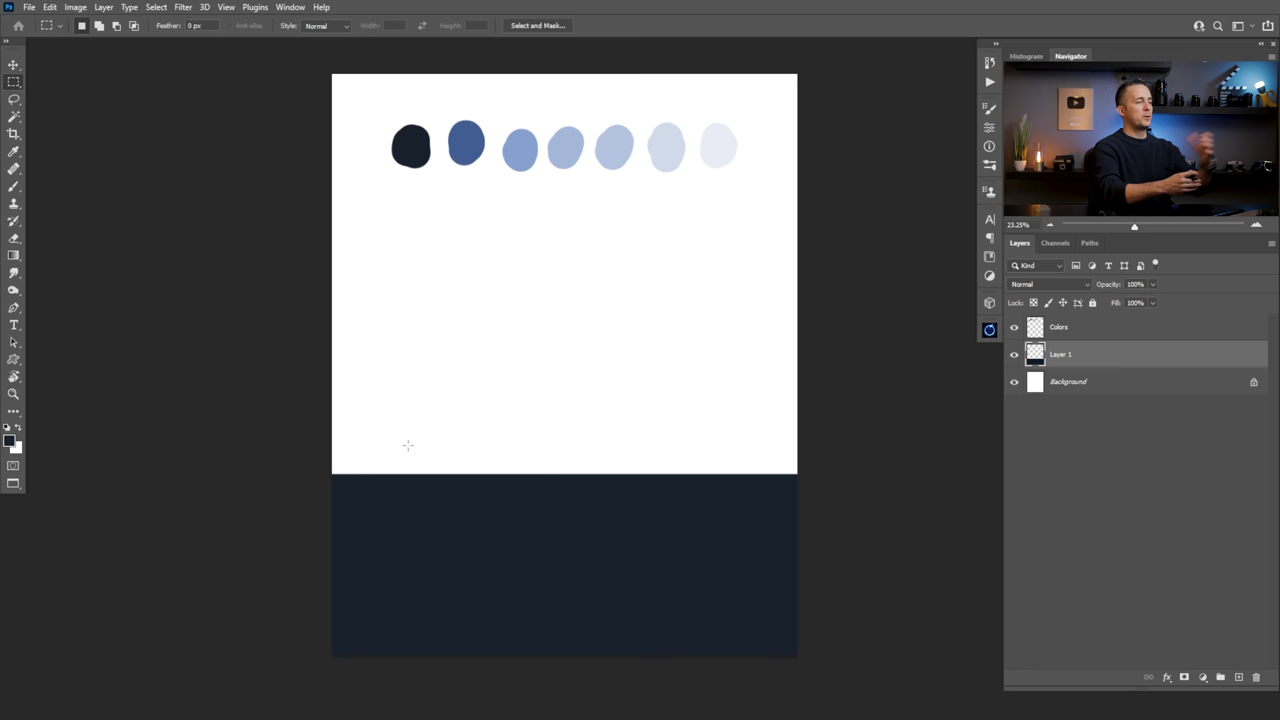 Ps File Edit Image Layer Type Select Filter 3D View Plugins Window Help
Feather: 0 px Anti-alias Style: Normal Width: Height: Select and Mask...
Histogram Navigator
23.25%
Layers Channels Paths
Kind
Normal Opacity: 100%
Lock: Fill: 100%
Colors
Layer 1
Background